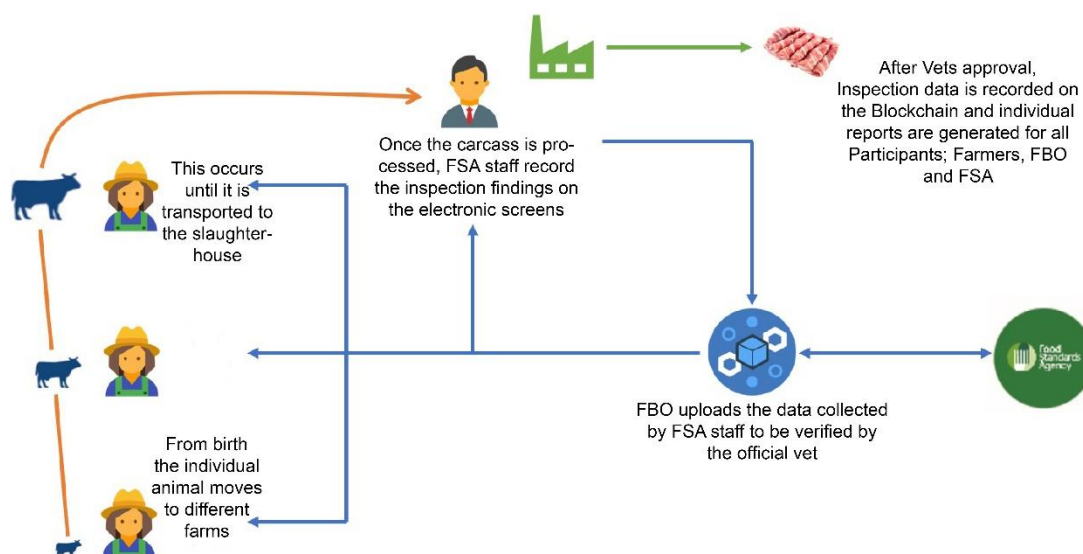 After Vets approval,
Inspection data is recorded on
the Blockchain and individual
reports are generated for all
Participants; Farmers, FBO
and FSA
Once the carcass is pro-
cessed, FSA staff record
the inspection findings on
the electronic screens
This occurs
until it is
transported to
the slaughter-
house
Food
Standards
Agency
FBO uploads the data collected
by FSA staff to be verified by
the official vet
From birth
the individual
animal moves
to different
farms